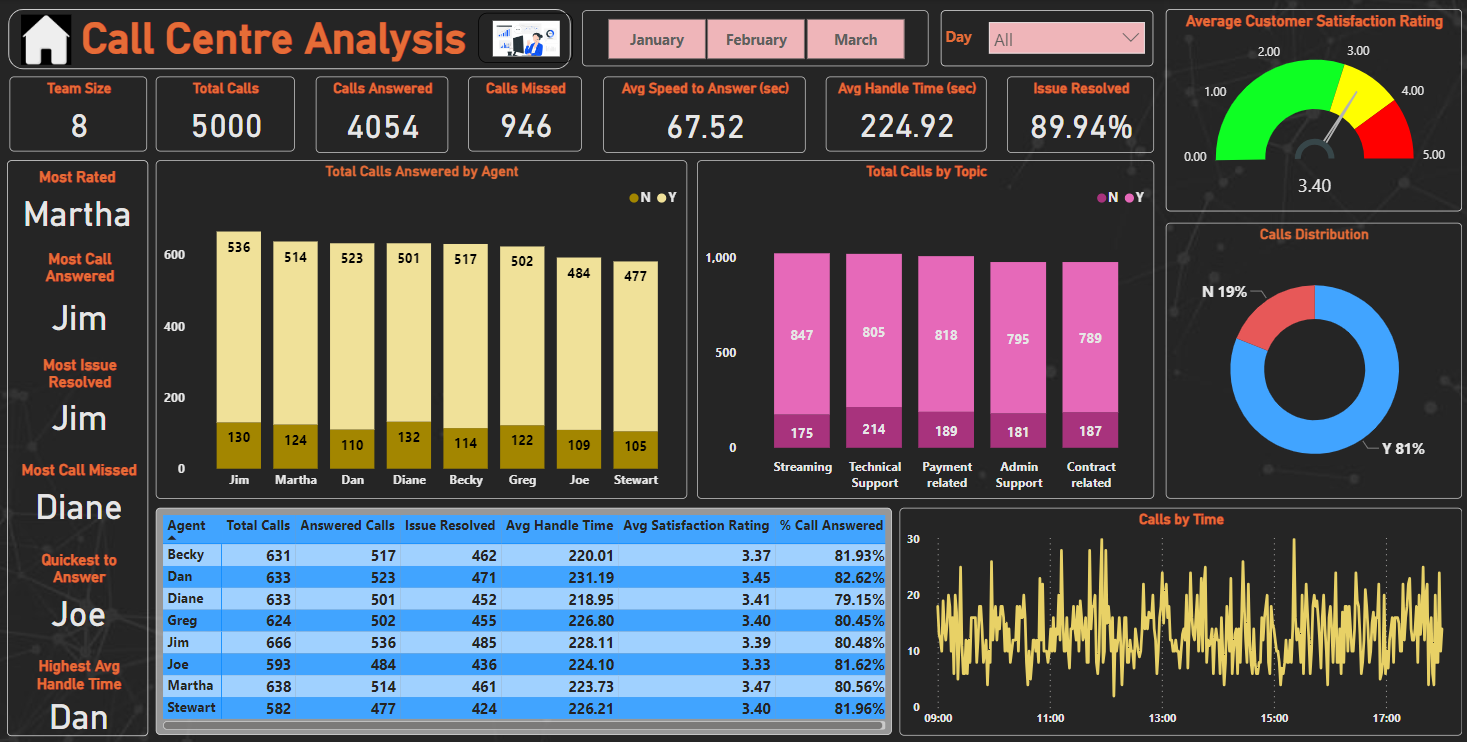 Call Centre Analysis
January February March
Day All
Team Size
8
Total Calls
5000
Calls Answered
4054
Calls Missed
946
Avg Speed to Answer (sec)
67.52
Avg Handle Time (sec)
224.92
Issue Resolved
89.94%
Average Customer Satisfaction Rating
2.00 3.00
1.00 4.00
0.00 5.00
3.40
Most Rated
Martha
Most Call
Answered
Jim
Most Issue
Resolved
Jim
Most Call Missed
Diane
Quickest to
Answer
Joe
Highest Avg
Handle Time
Dan
Total Calls Answered by Agent
N Y
600
400
200
0
536 514 523 501 517 502 484 477
130 124 110 132 114 122 109 105
Jim Martha Dan Diane Becky Greg Joe Stewart
Total Calls by Topic
N Y
1,000
500
0
847 805 818 795 789
175 214 189 181 187
Streaming Technical Payment Admin Contract
Support related Support related
Calls Distribution
N 19%
Y 81%
Agent Total Calls Answered Calls Issue Resolved Avg Handle Time Avg Satisfaction Rating % Call Answered
Becky 631 517 462 220.01 3.37 81.93%
Dan 633 523 471 231.19 3.45 82.62%
Diane 633 501 452 218.95 3.41 79.15%
Greg 624 502 455 226.80 3.40 80.45%
Jim 666 536 485 228.11 3.39 80.48%
Joe 593 484 436 224.10 3.33 81.62%
Martha 638 514 461 223.73 3.47 80.56%
Stewart 582 477 424 226.21 3.40 81.96%
Calls by Time
30
20
10
0
09:00 11:00 13:00 15:00 17:00